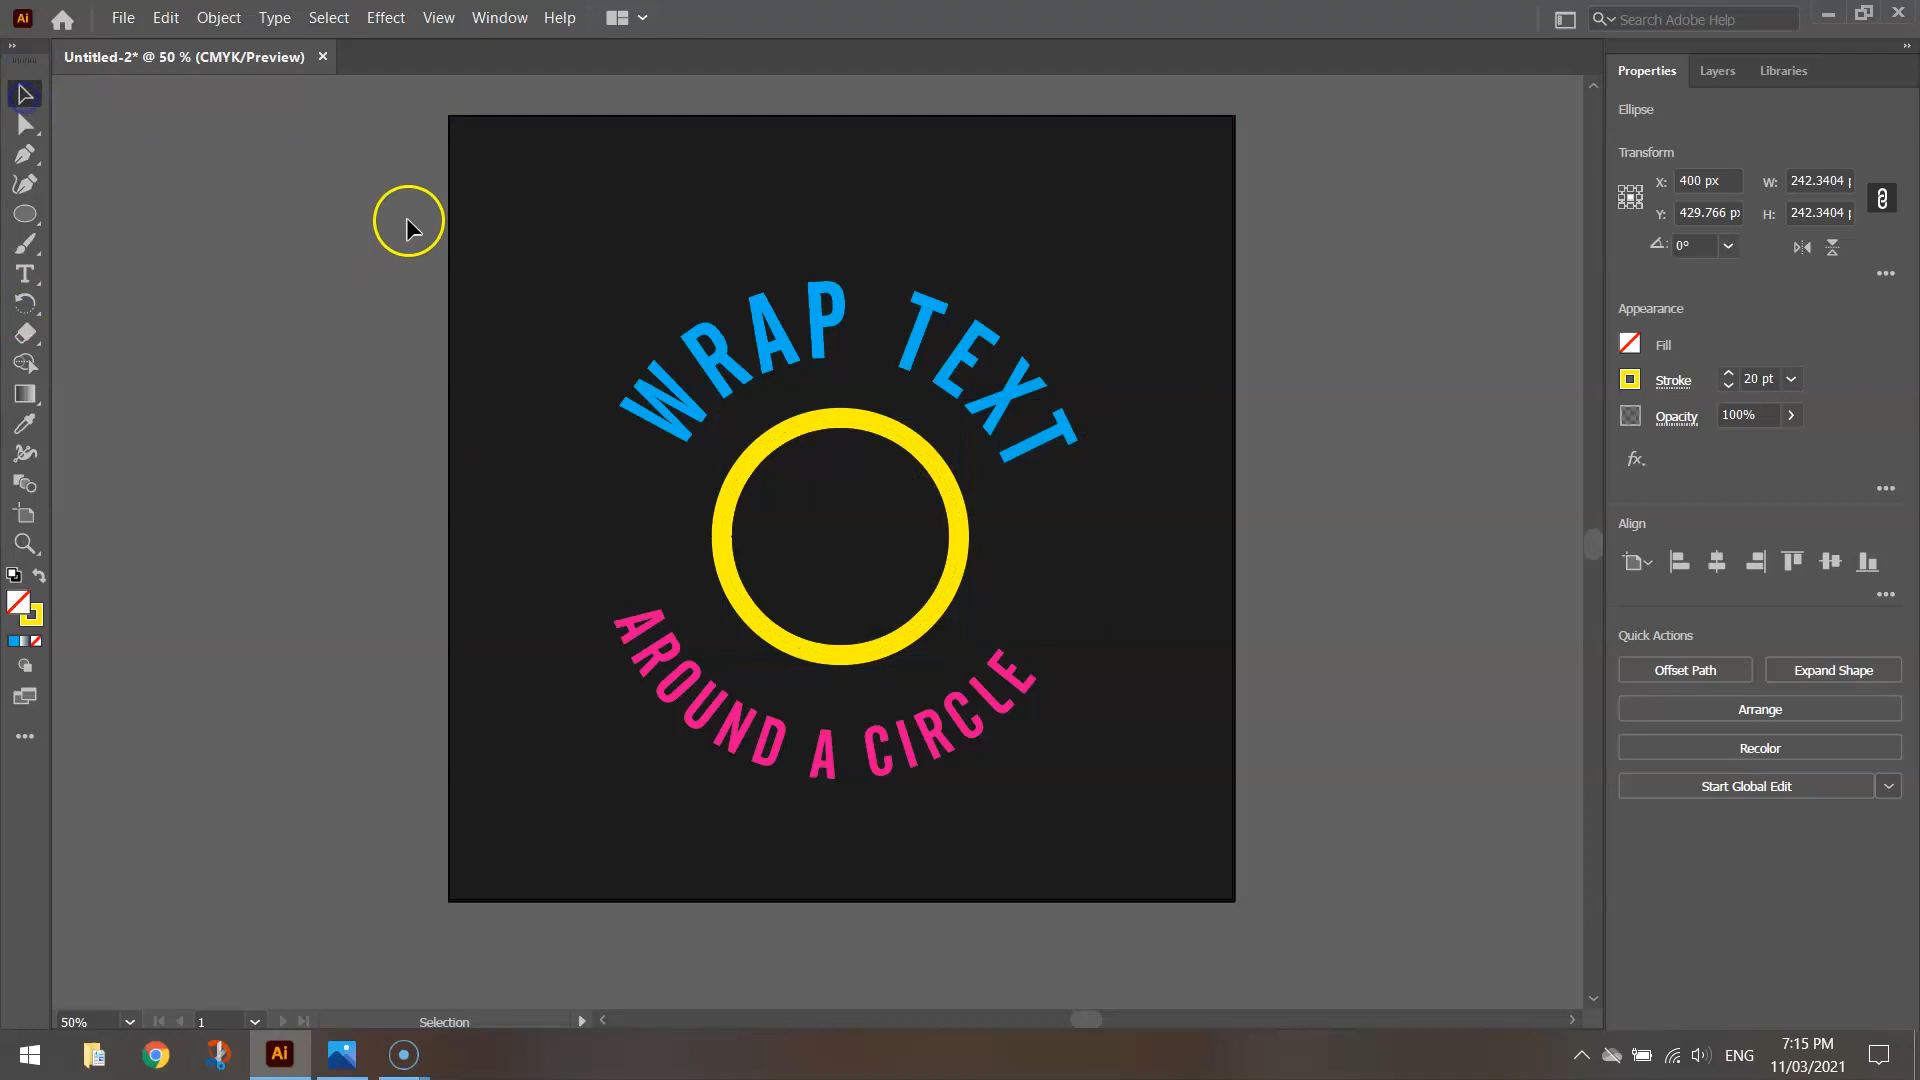 Ai File Edit Object Type Select Effect View Window Help Search Adobe Help
Untitled-2* @ 50 % (CMYK/Preview) ×
Properties Layers Libraries
Ellipse
Transform
X: 400 px W: 242.3404
Y: 429.766 px H: 242.3404
0°
Appearance
Fill
Stroke 20 pt
Opacity 100%
fx.
Align
Quick Actions
Offset Path Expand Shape
Arrange
Recolor
Start Global Edit
WRAP TEXT
AROUND A CIRCLE
50% 1 Selection
Ai ENG 7:15 PM
11/03/2021